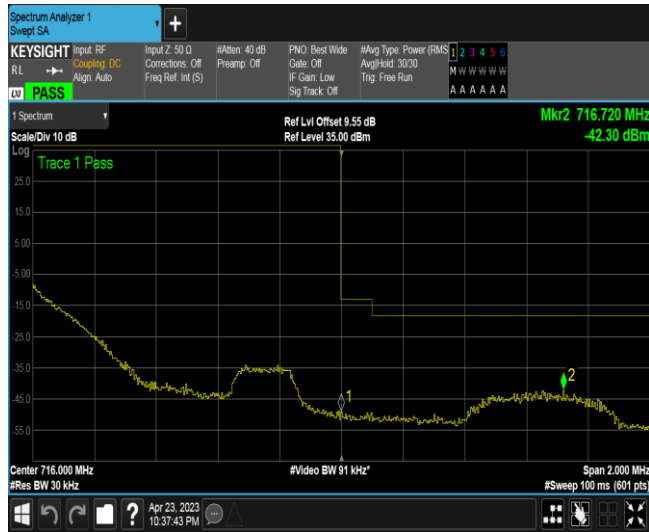 Spectrum Analyzer 1
Swept SA
+
KEYSIGHT
RL
LXI PASS
Input: RF
Coupling: DC
Align: Auto
Input Z: 50 Ω
Corrections: Off
Freq Ref: Int (S)
#Atten: 40 dB
Preamp: Off
PNO: Best Wide
Gate: Off
IF Gain: Low
Sig Track: Off
#Avg Type: Power (RMS
Avg|Hold: 30/30
Trig: Free Run
1 2 3 4 5 6
M W W W W W
A A A A A A
1 Spectrum
Scale/Div 10 dB
Ref Lvl Offset 9.55 dB
Ref Level 35.00 dBm
Mkr2 716.720 MHz
-42.30 dBm
Log
Trace 1 Pass
25.0
15.0
5.00
-5.00
-15.0
-25.0
-35.0
-45.0
-55.0
1
2
Center 716.000 MHz
#Res BW 30 kHz
#Video BW 91 kHz*
Span 2.000 MHz
#Sweep 100 ms (601 pts)
?
Apr 23, 2023
10:37:43 PM